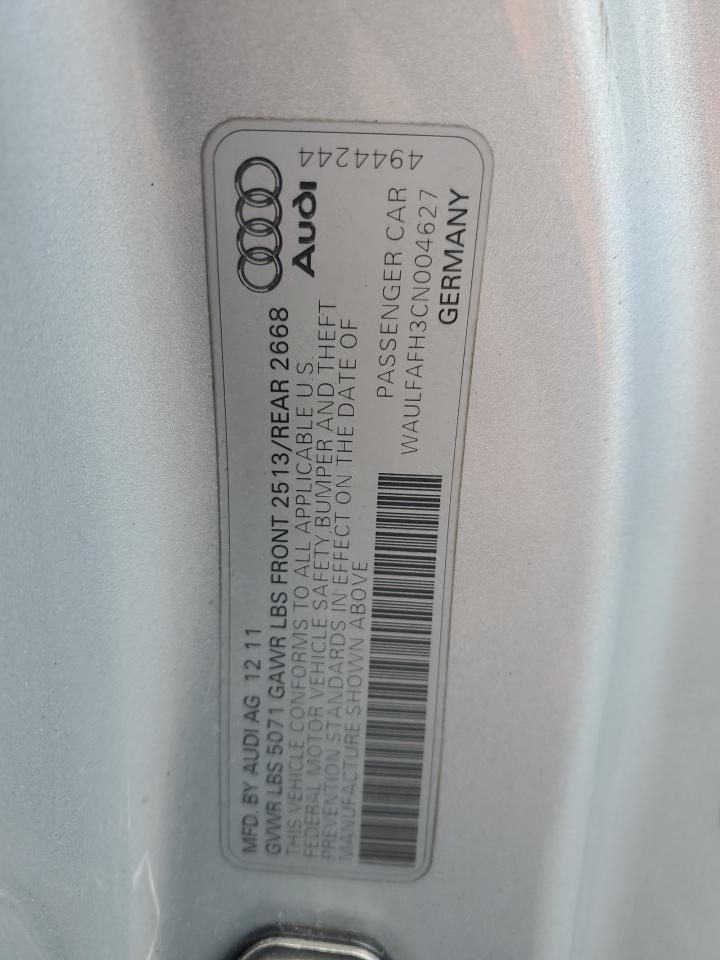 MFD. BY AUDI AG 12 11
GVWR LBS 5071 GAWR LBS FRONT 2513/REAR 2668
THIS VEHICLE CONFORMS TO ALL APPLICABLE U.S.
FEDERAL MOTOR VEHICLE SAFETY,BUMPER AND THEFT
PREVENTION STANDARDS IN EFFECT ON THE DATE OF
MANUFACTURE SHOWN ABOVE
Audi
4944244
PASSENGER CAR
WAULFAFH3CN004627
GERMANY